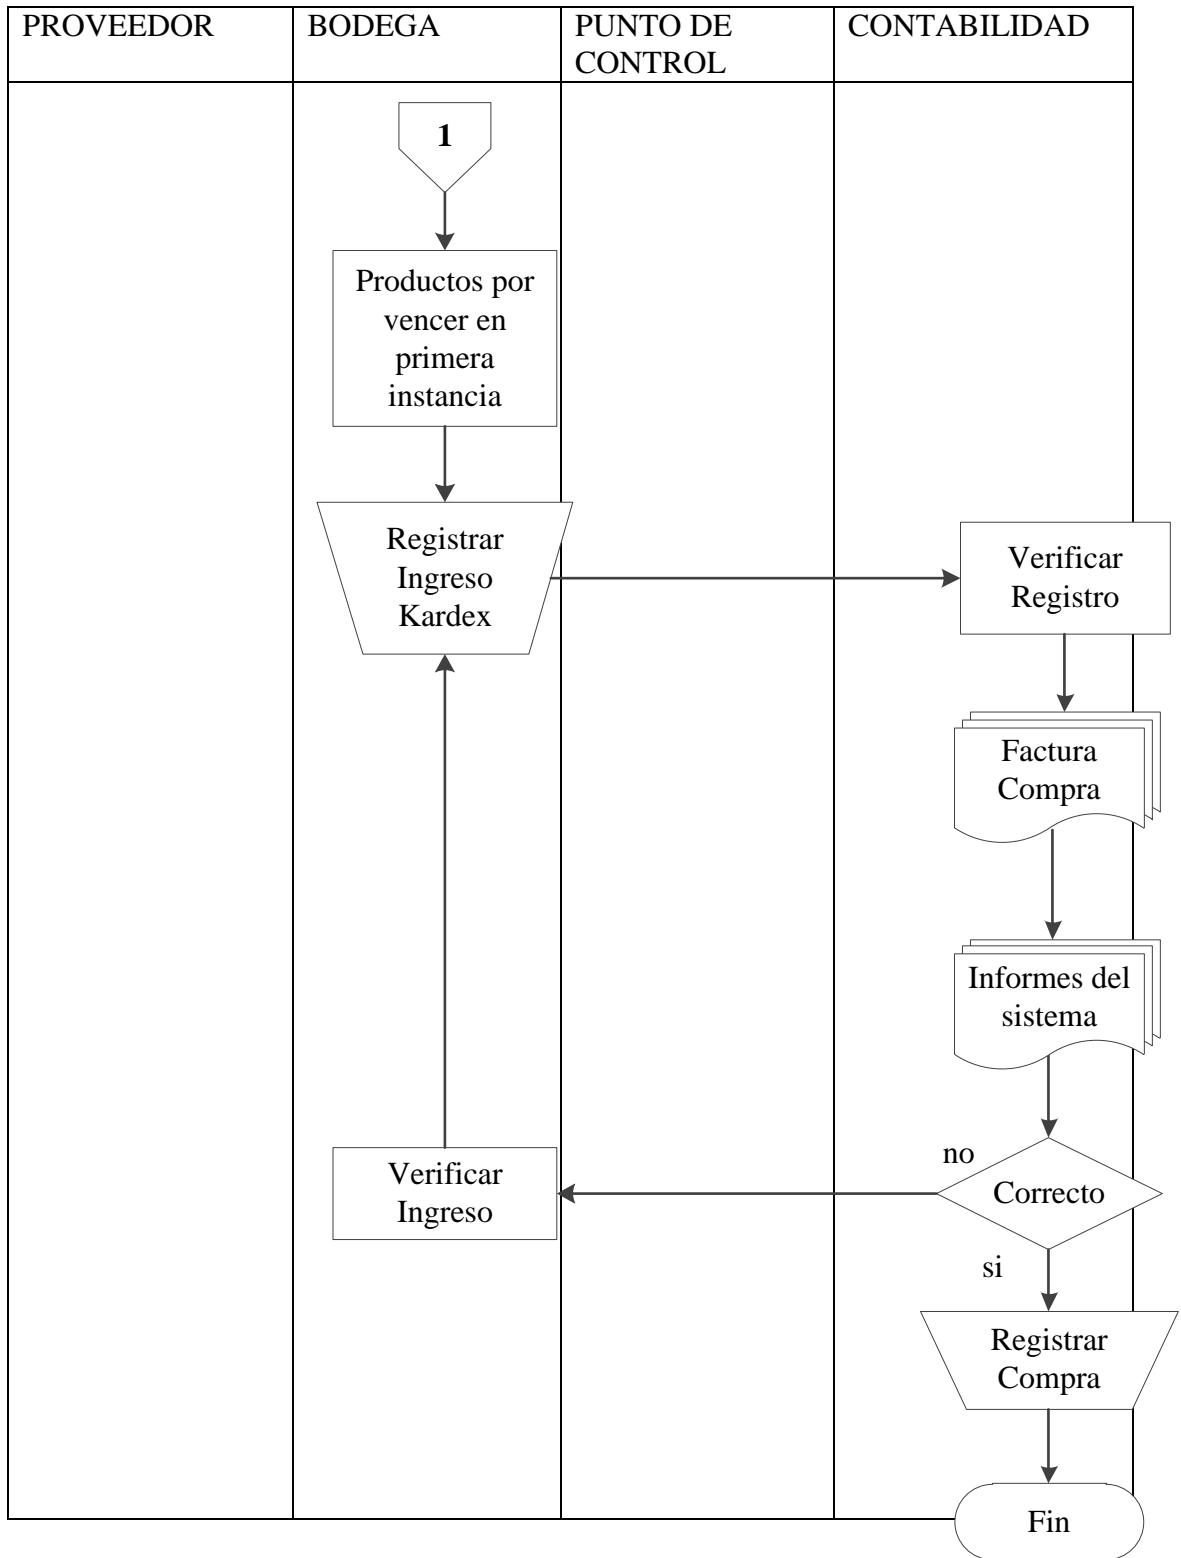 PROVEEDOR
BODEGA
PUNTO DE
CONTROL
CONTABILIDAD
1
Productos por
vencer en
primera
instancia
Registrar
Ingreso
Kardex
Verificar
Registro
Factura
Compra
Informes del
sistema
no
Correcto
Verificar
Ingreso
si
Registrar
Compra
Fin